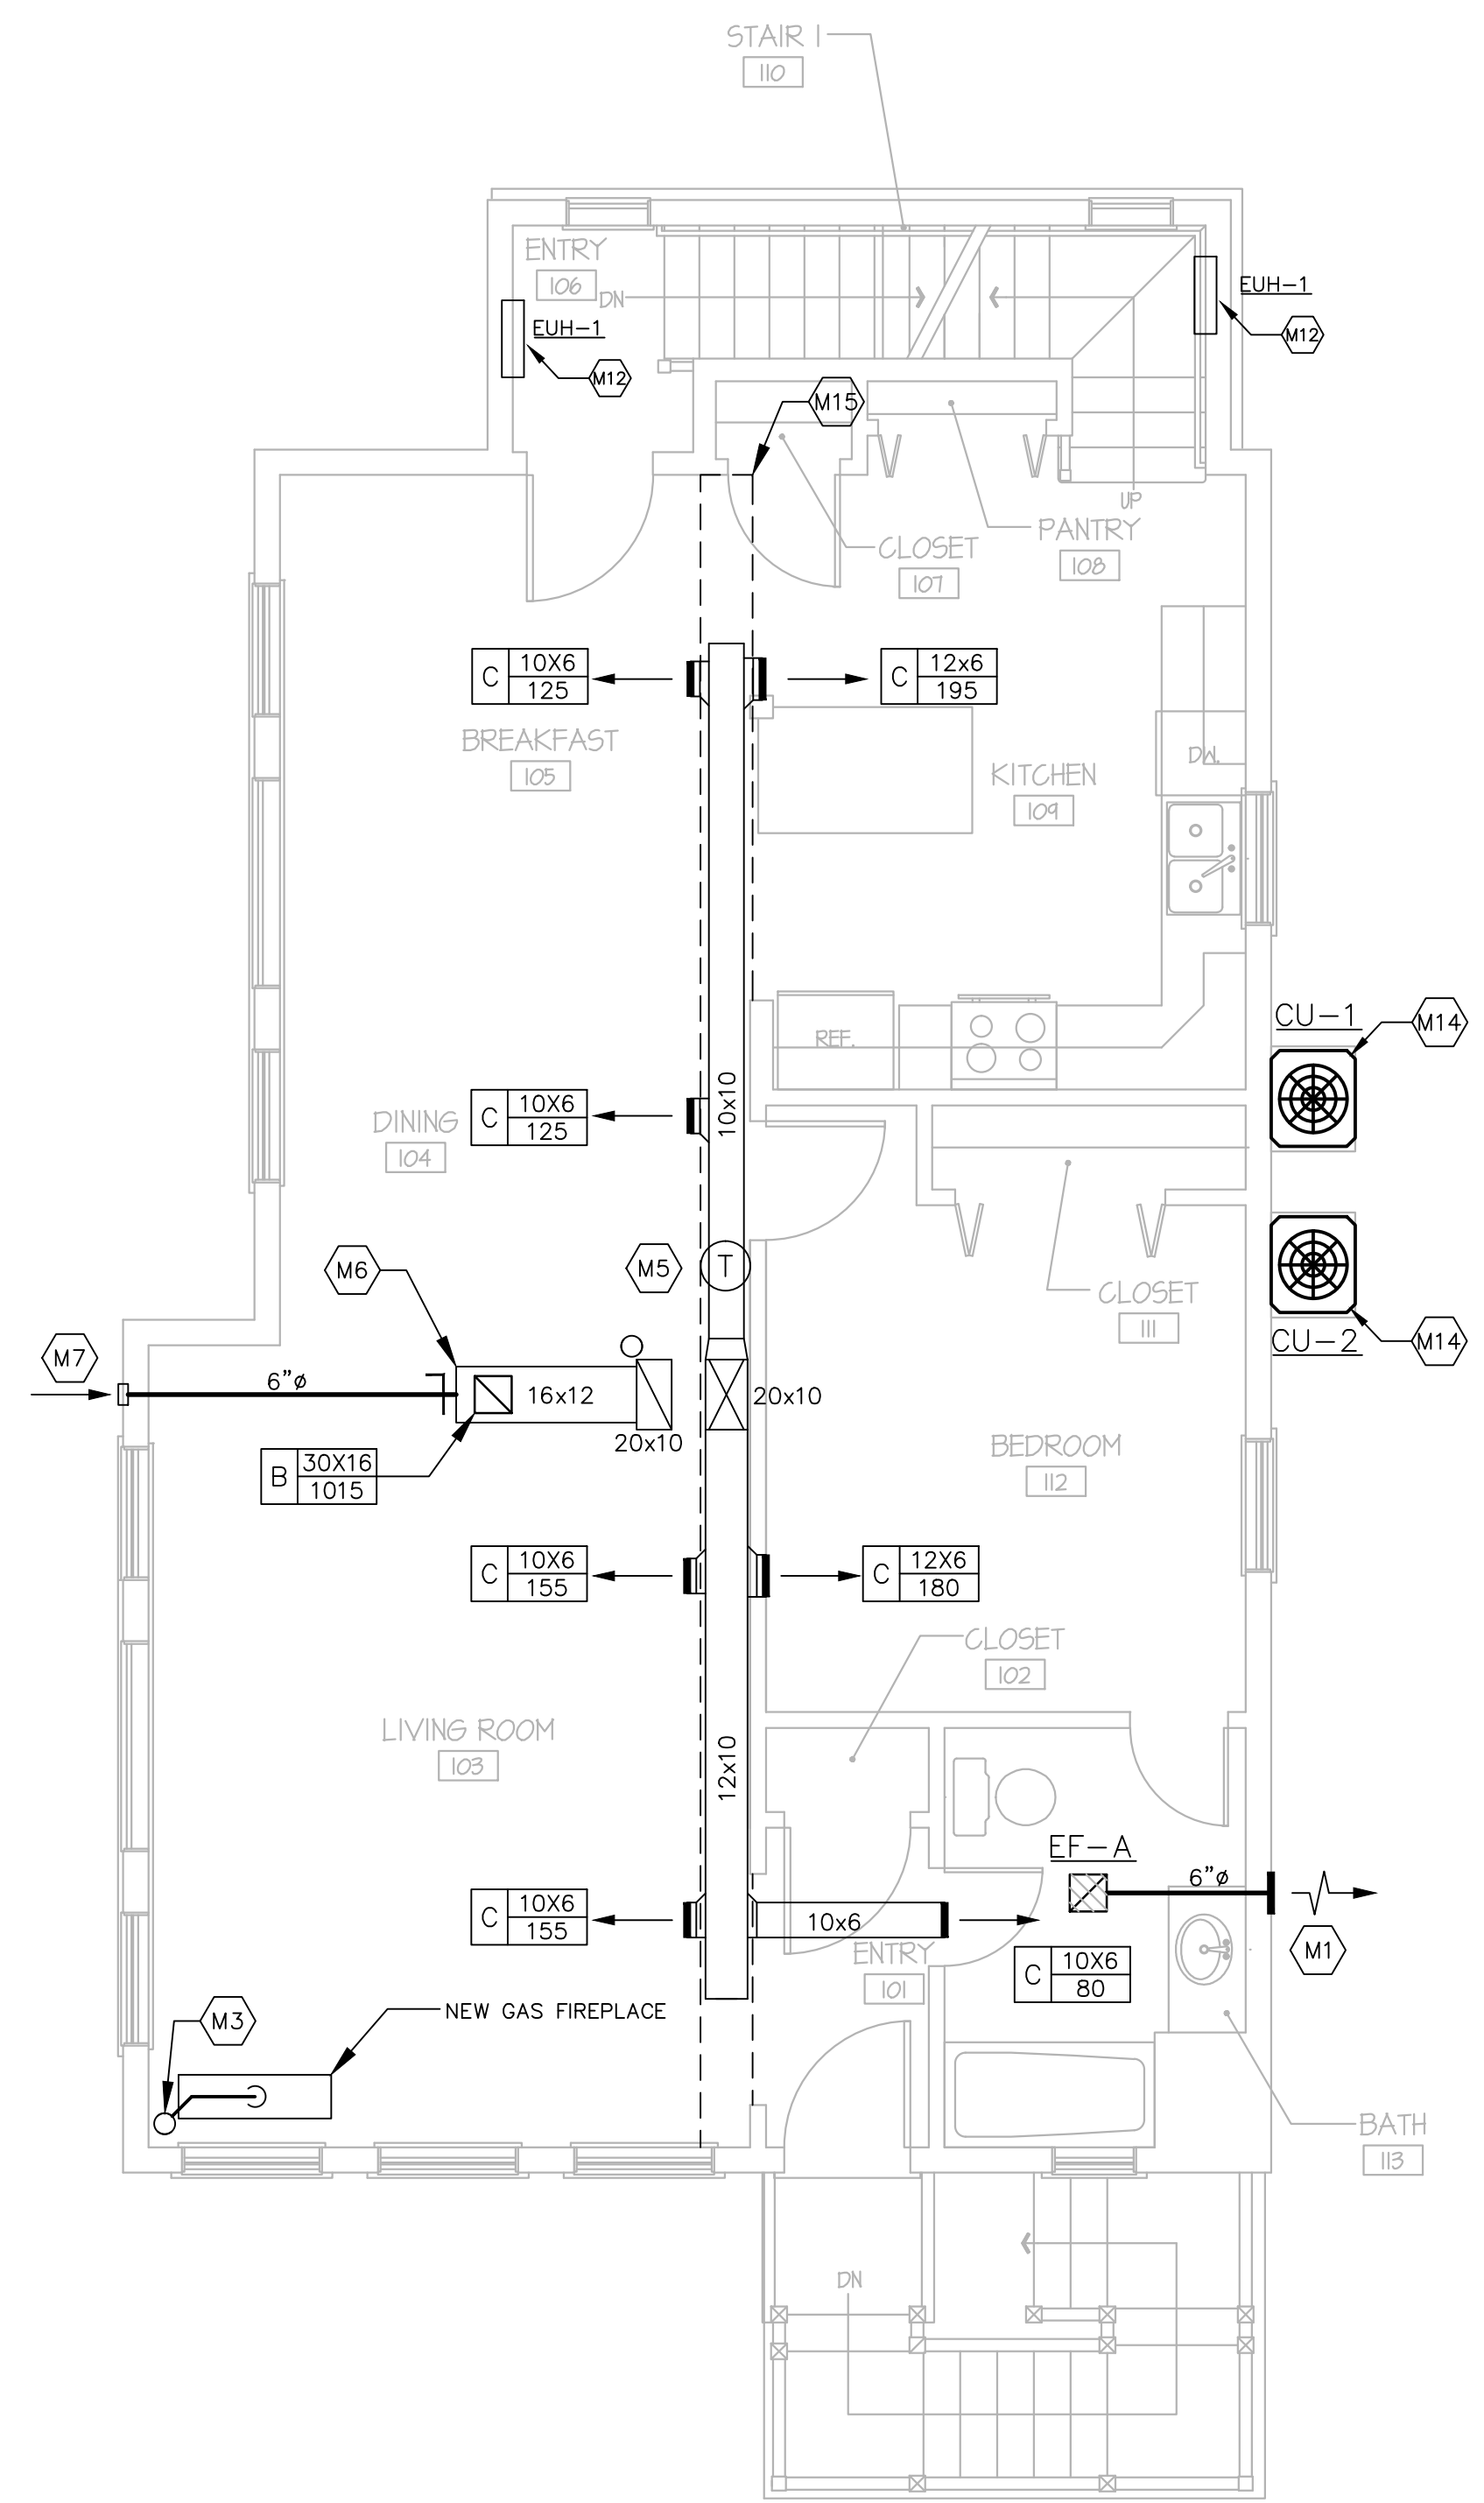 STAIR 1
110
ENTRY
106
DN
EUH-1
M12
EUH-1
M12
M15
UP
PANTRY
108
CLOSET
107
C 10X6
125
C 12x6
195
BREAKFAST
105
KITCHEN
109
DW.
REF.
CU-1
M14
10x10
C 10X6
125
DINING
104
CLOSET
111
M6
M5
T
CU-2
M14
M7
6"ø
16x12
20x10
20x10
B 30X16
1015
BEDROOM
112
C 10X6
155
C 12X6
180
CLOSET
102
LIVING ROOM
103
12x10
EF-A
6"ø
C 10X6
155
10x6
M1
ENTRY
101
C 10X6
80
M3
NEW GAS FIREPLACE
BATH
113
DN